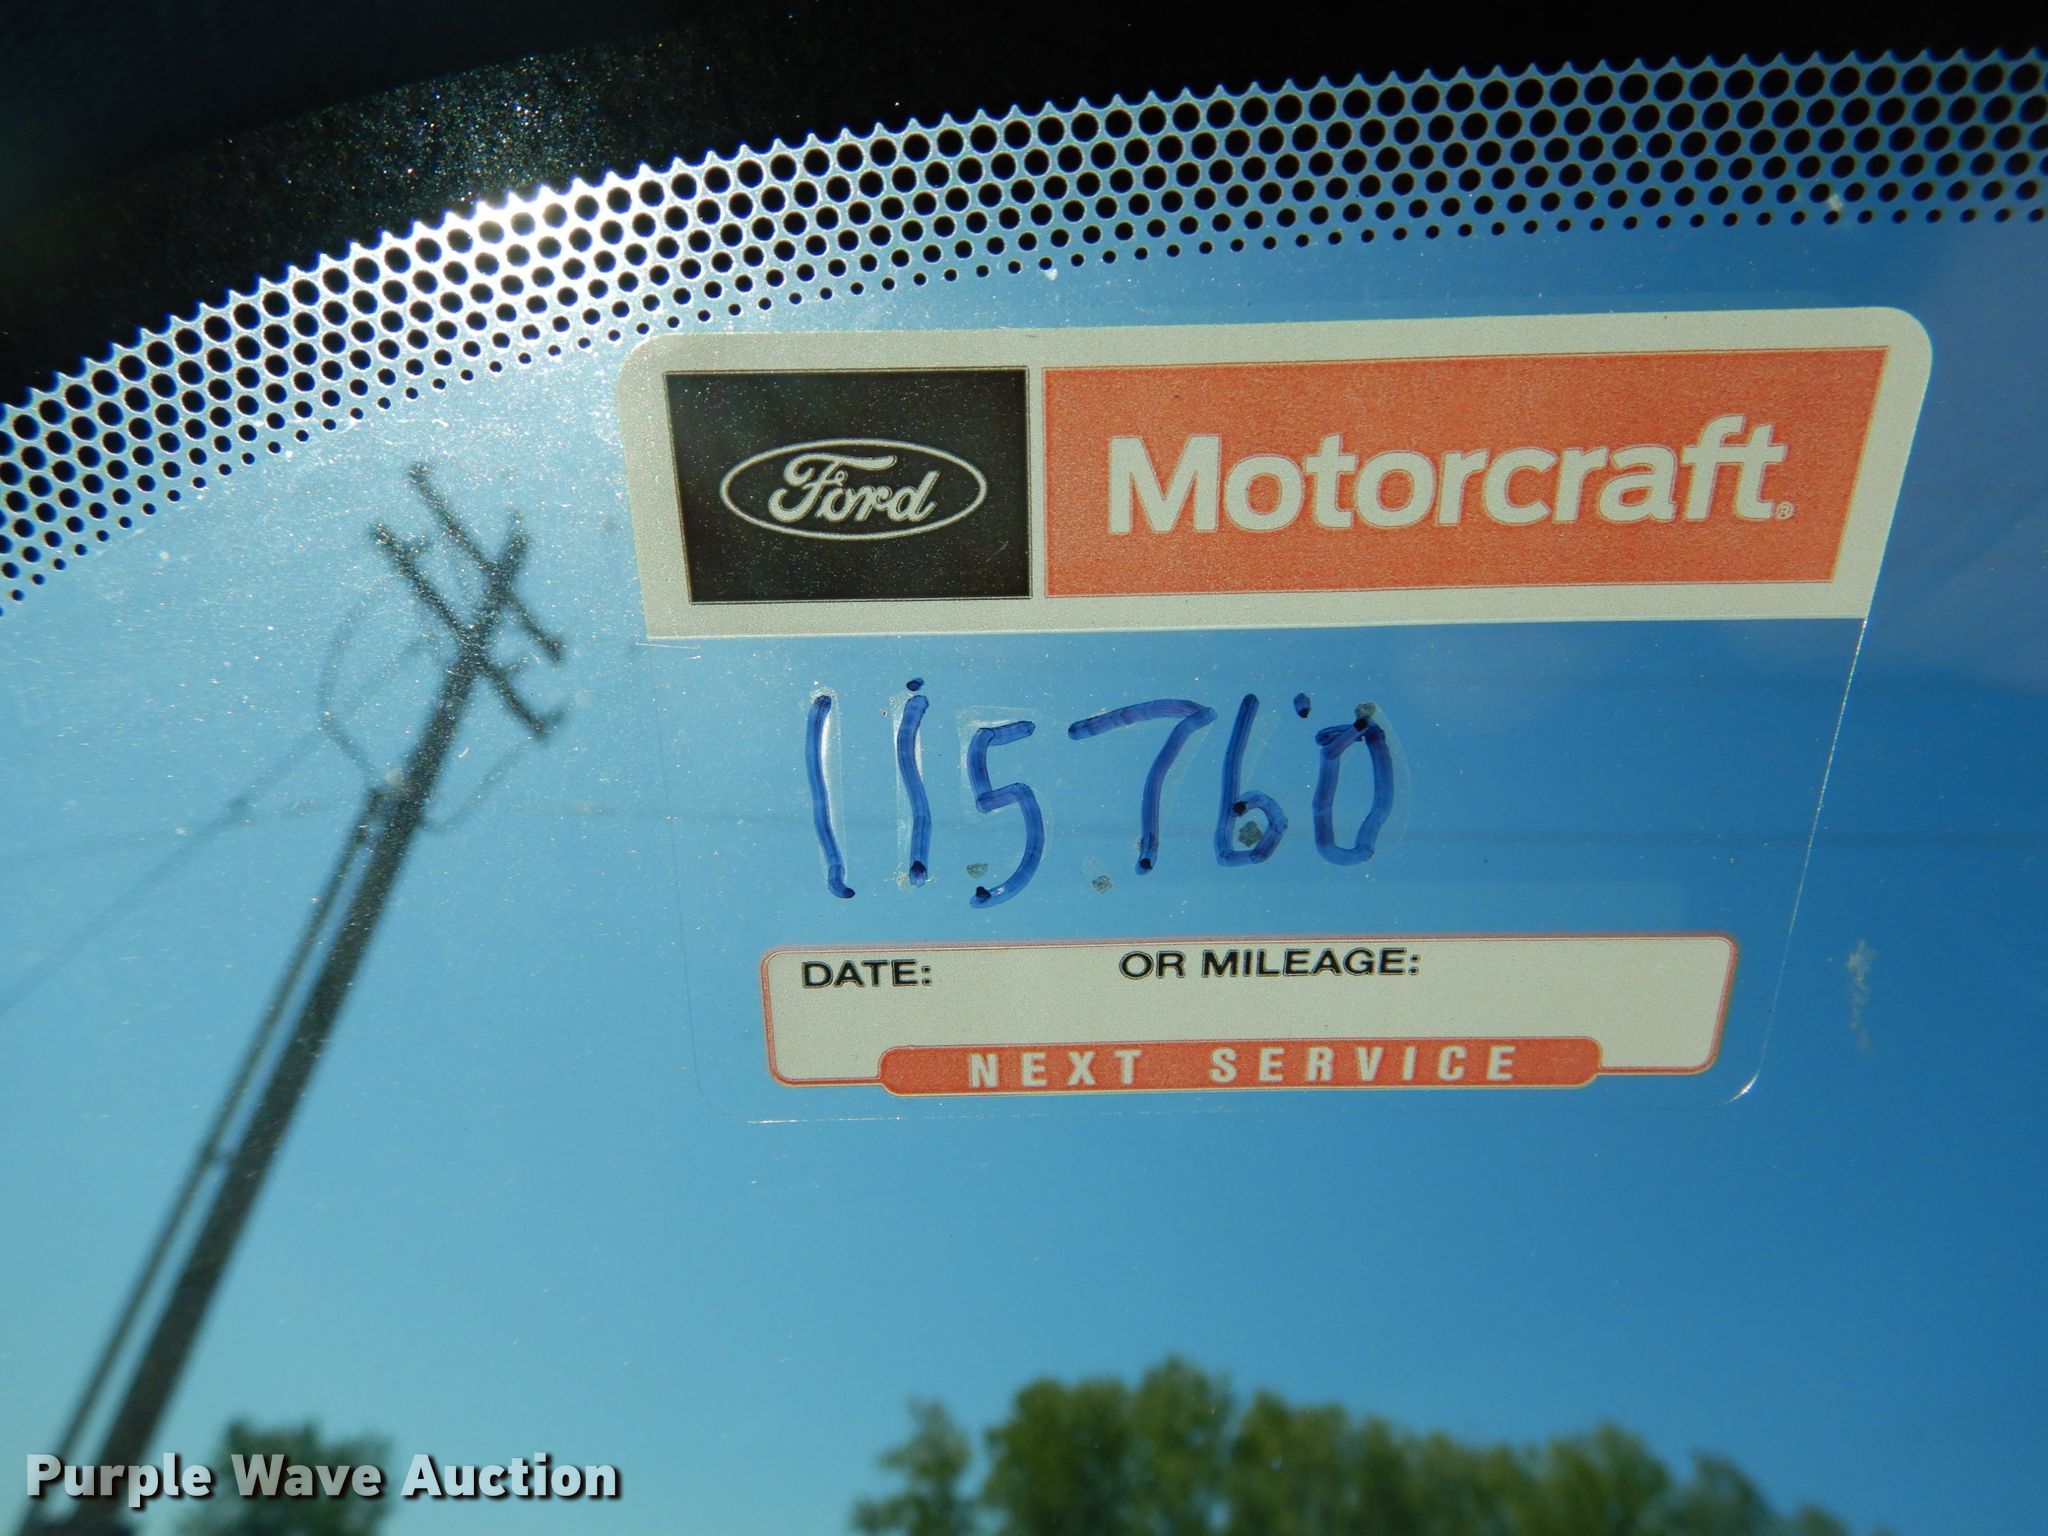 Ford Motorcraft®
115760
DATE: OR MILEAGE:
NEXT SERVICE
Purple Wave Auction